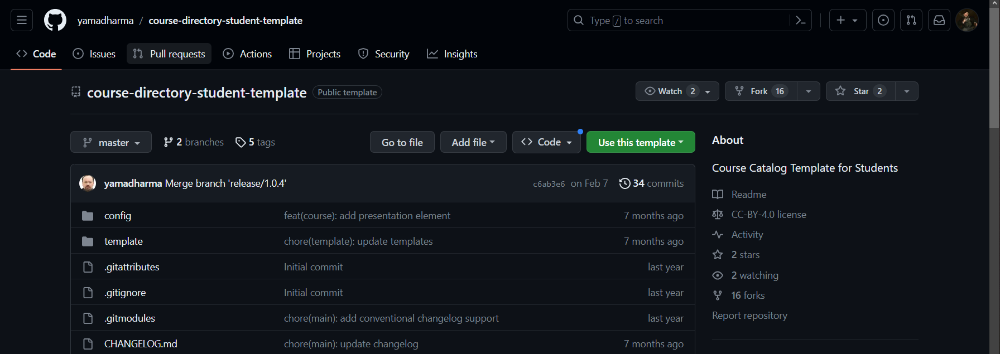 yamadharma / course-directory-student-template
Type / to search
Code Issues Pull requests Actions Projects Security Insights
course-directory-student-template Public template
Watch 2 Fork 16 Star 2
master 2 branches 5 tags Go to file Add file Code Use this template
yamadharma Merge branch 'release/1.0.4' c6ab3e6 on Feb 7 34 commits
config feat(course): add presentation element 7 months ago
template chore(template): update templates 7 months ago
.gitattributes Initial commit last year
.gitignore Initial commit last year
.gitmodules chore(main): add conventional changelog support last year
CHANGELOG.md chore(main): update changelog 7 months ago
About
Course Catalog Template for Students
Readme
CC-BY-4.0 license
Activity
2 stars
2 watching
16 forks
Report repository